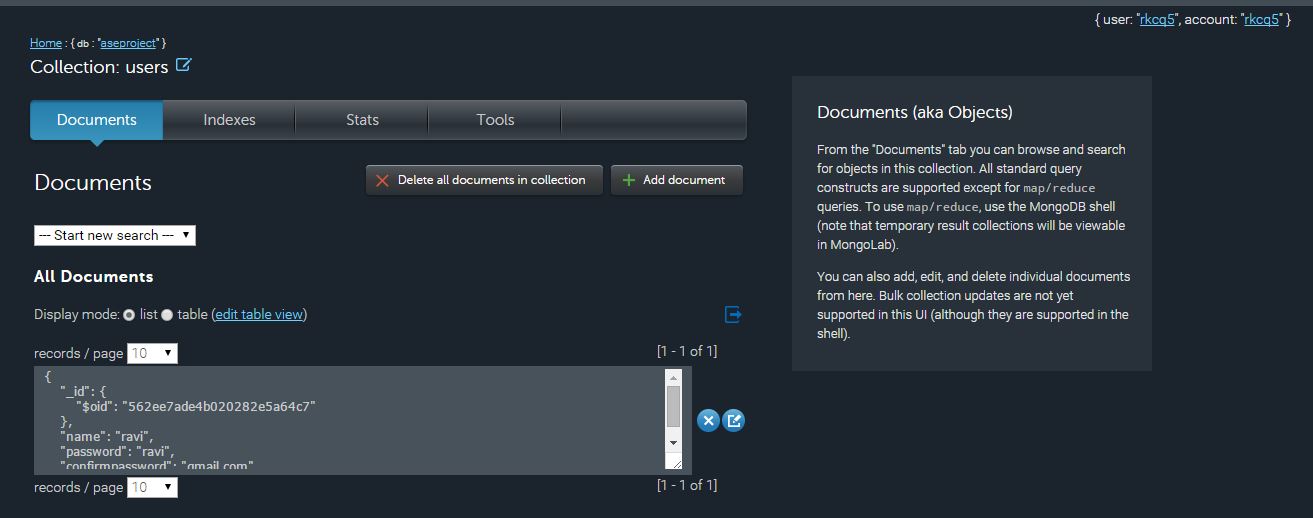 { user: "rkcq5", account: "rkcq5" }
Home : { db : "aseproject" }
Collection: users
Documents Indexes Stats Tools
Documents
Delete all documents in collection
Add document
--- Start new search ---
All Documents
Display mode: list table (edit table view)
records / page 10 [1 - 1 of 1]
{
"_id": {
"$oid": "562ee7ade4b020282e5a64c7"
},
"name": "ravi",
"password": "ravi",
"confirmpassword": "gmail.com"
records / page 10 [1 - 1 of 1]
Documents (aka Objects)
From the "Documents" tab you can browse and search
for objects in this collection. All standard query
constructs are supported except for map/reduce
queries. To use map/reduce, use the MongoDB shell
(note that temporary result collections will be viewable
in MongoLab).
You can also add, edit, and delete individual documents
from here. Bulk collection updates are not yet
supported in this UI (although they are supported in the
shell).